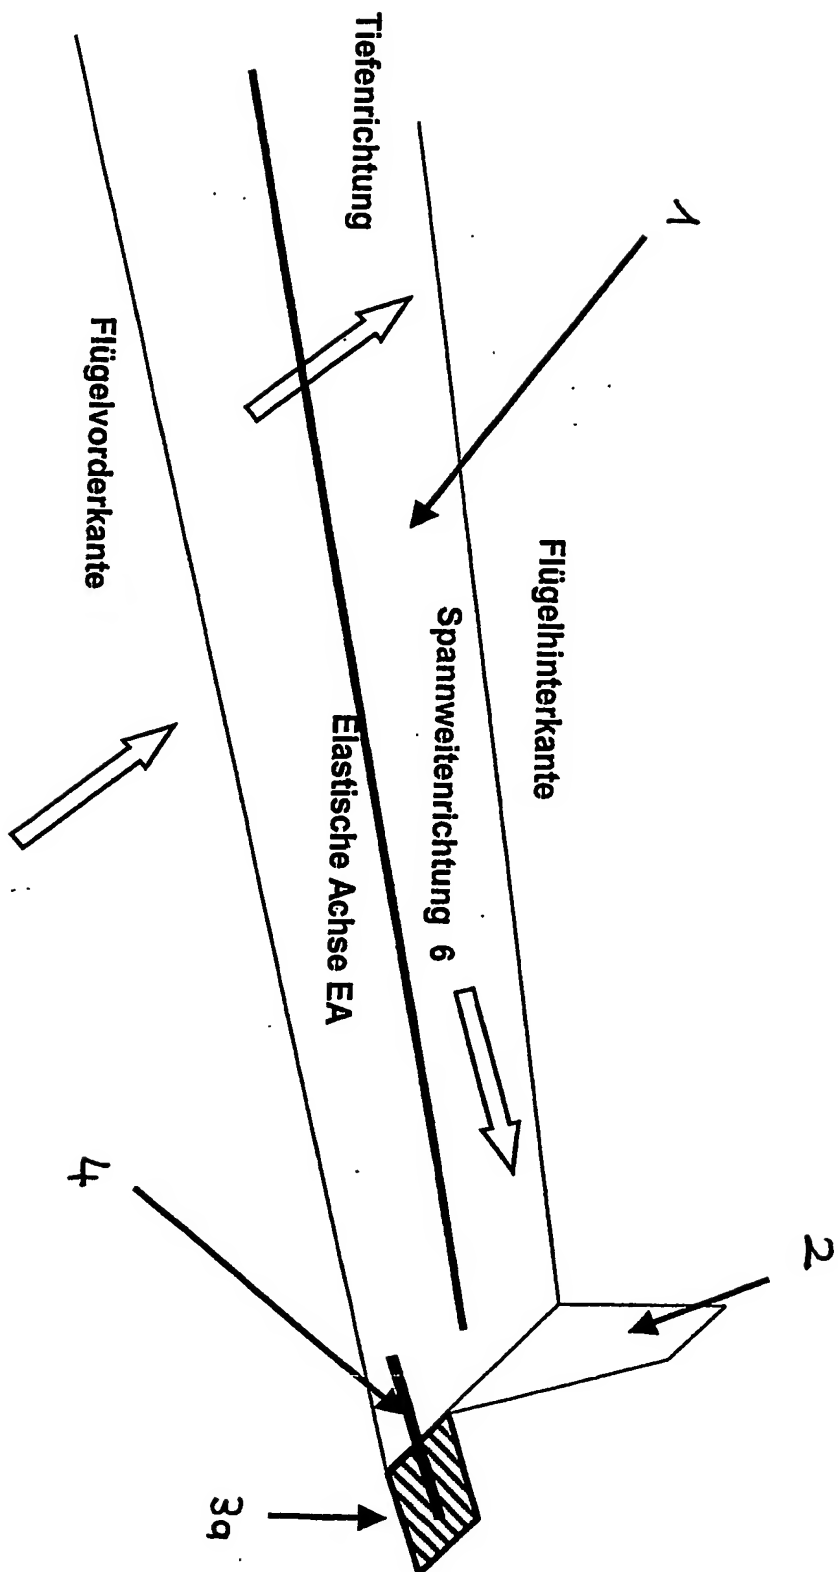 2
1
Flügelhinterkante
Spannweitenrichtung 6
Tiefenrichtung
Elastische Achse EA
3a
Flügelvorderkante
4